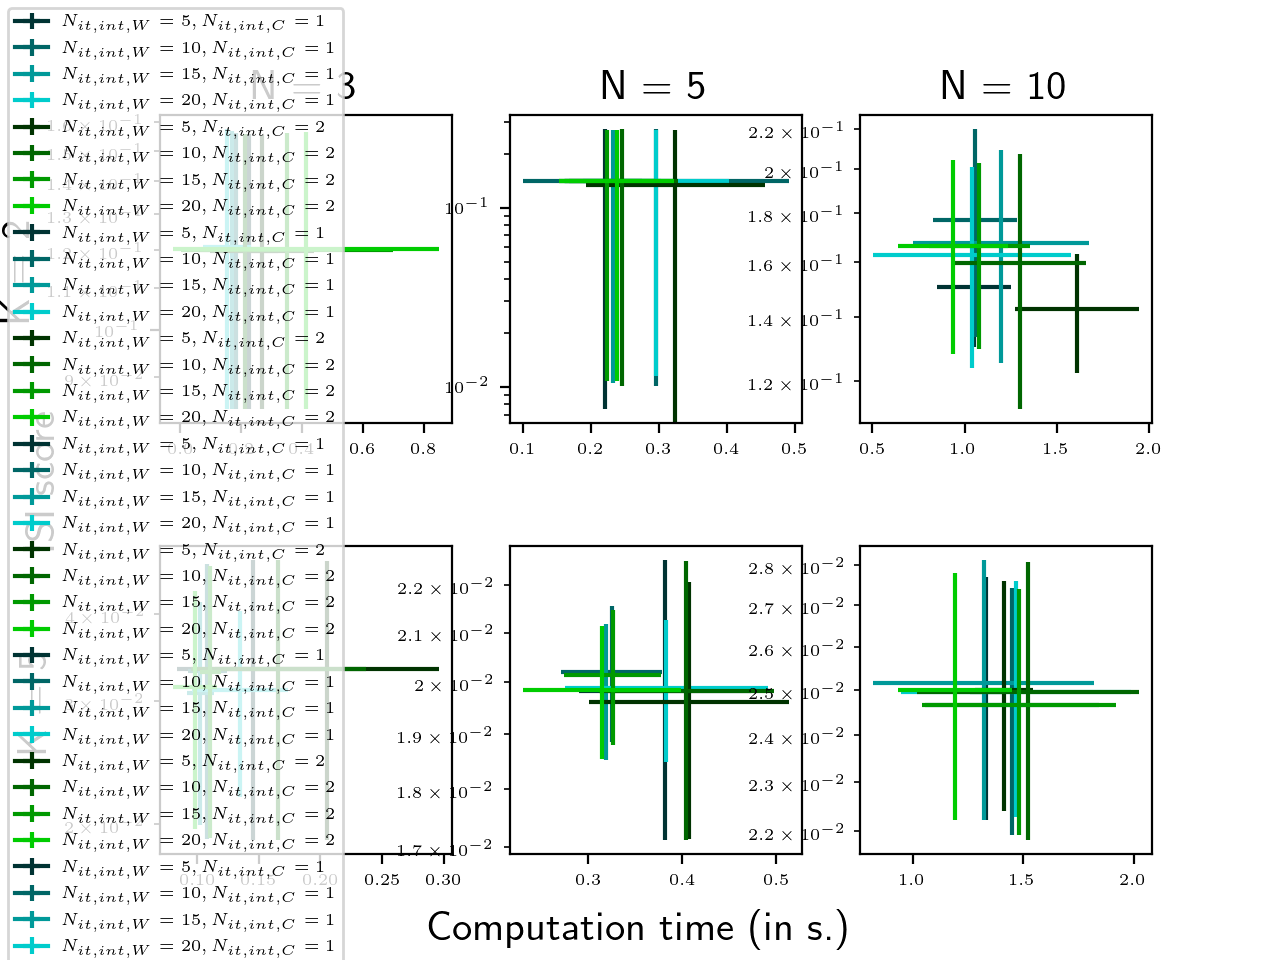 N_{it,int,W} = 5, N_{it,int,C} = 1
N_{it,int,W} = 10, N_{it,int,C} = 1
N_{it,int,W} = 15, N_{it,int,C} = 1
N_{it,int,W} = 20, N_{it,int,C} = 1
N_{it,int,W} = 5, N_{it,int,C} = 2
N_{it,int,W} = 10, N_{it,int,C} = 2
N_{it,int,W} = 15, N_{it,int,C} = 2
N_{it,int,W} = 20, N_{it,int,C} = 2
N_{it,int,W} = 5, N_{it,int,C} = 1
N_{it,int,W} = 10, N_{it,int,C} = 1
N_{it,int,W} = 15, N_{it,int,C} = 1
N_{it,int,W} = 20, N_{it,int,C} = 1
N_{it,int,W} = 5, N_{it,int,C} = 2
N_{it,int,W} = 10, N_{it,int,C} = 2
N_{it,int,W} = 15, N_{it,int,C} = 2
N_{it,int,W} = 20, N_{it,int,C} = 2
N_{it,int,W} = 5, N_{it,int,C} = 1
N_{it,int,W} = 10, N_{it,int,C} = 1
N_{it,int,W} = 15, N_{it,int,C} = 1
N_{it,int,W} = 20, N_{it,int,C} = 1
N_{it,int,W} = 5, N_{it,int,C} = 2
N_{it,int,W} = 10, N_{it,int,C} = 2
N_{it,int,W} = 15, N_{it,int,C} = 2
N_{it,int,W} = 20, N_{it,int,C} = 2
N_{it,int,W} = 5, N_{it,int,C} = 1
N_{it,int,W} = 10, N_{it,int,C} = 1
N_{it,int,W} = 15, N_{it,int,C} = 1
N_{it,int,W} = 20, N_{it,int,C} = 1
N_{it,int,W} = 5, N_{it,int,C} = 2
N_{it,int,W} = 10, N_{it,int,C} = 2
N_{it,int,W} = 15, N_{it,int,C} = 2
N_{it,int,W} = 20, N_{it,int,C} = 2
N_{it,int,W} = 5, N_{it,int,C} = 1
N_{it,int,W} = 10, N_{it,int,C} = 1
N_{it,int,W} = 15, N_{it,int,C} = 1
N_{it,int,W} = 20, N_{it,int,C} = 1
N = 3
K = 2
0.6 0.8
N = 5
10^{-1}
10^{-2}
0.1 0.2 0.3 0.4 0.5
N = 10
2.2 × 10^{-1}
2 × 10^{-1}
1.8 × 10^{-1}
1.6 × 10^{-1}
1.4 × 10^{-1}
1.2 × 10^{-1}
0.5 1.0 1.5 2.0
SI score
K = 5
0.10 0.15 0.20 0.25 0.30
2.2 × 10^{-2}
2.1 × 10^{-2}
2 × 10^{-2}
1.9 × 10^{-2}
1.8 × 10^{-2}
1.7 × 10^{-2}
0.3 0.4 0.5
2.8 × 10^{-2}
2.7 × 10^{-2}
2.6 × 10^{-2}
2.5 × 10^{-2}
2.4 × 10^{-2}
2.3 × 10^{-2}
2.2 × 10^{-2}
1.0 1.5 2.0
Computation time (in s.)